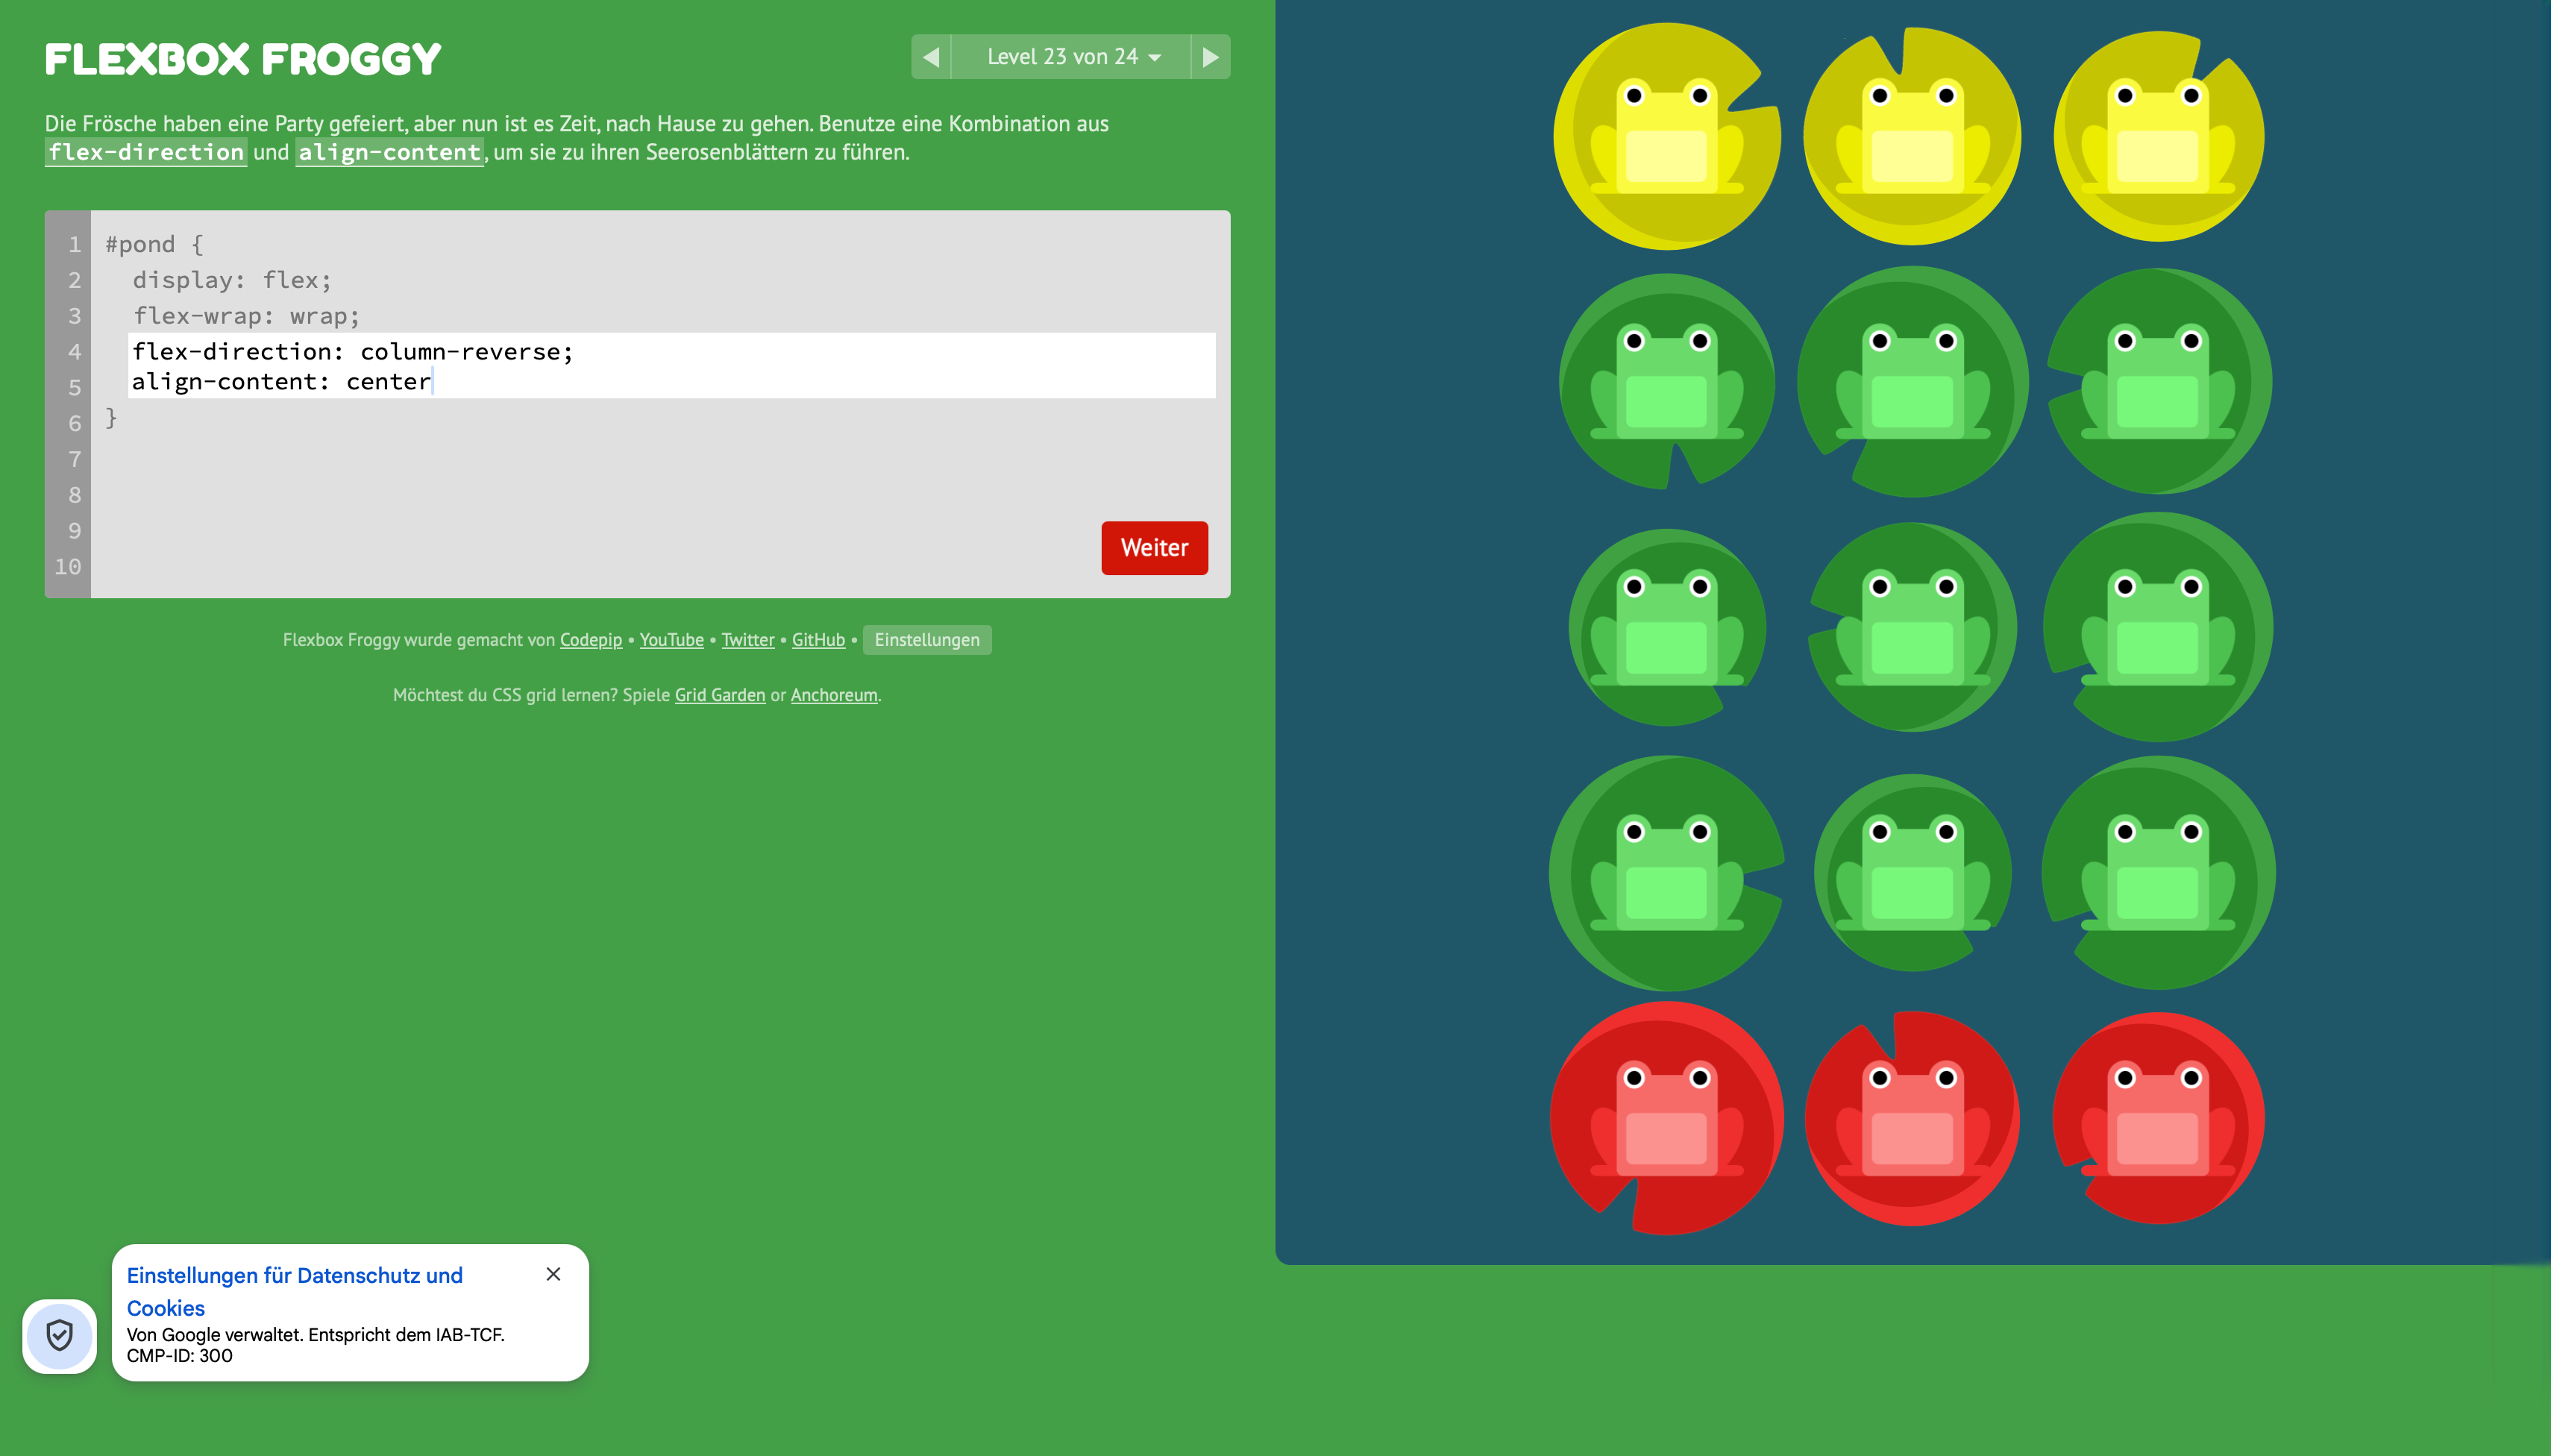 FLEXBOX FROGGY
Level 23 von 24
Die Frösche haben eine Party gefeiert, aber nun ist es Zeit, nach Hause zu gehen. Benutze eine Kombination aus
flex-direction und align-content, um sie zu ihren Seerosenblättern zu führen.
1 #pond {
2 display: flex;
3 flex-wrap: wrap;
4 flex-direction: column-reverse;
5 align-content: center
6 }
7
8
9
10
Weiter
Flexbox Froggy wurde gemacht von Codepip • YouTube • Twitter • GitHub • Einstellungen
Möchtest du CSS grid lernen? Spiele Grid Garden or Anchoreum.
Einstellungen für Datenschutz und
Cookies
Von Google verwaltet. Entspricht dem IAB-TCF.
CMP-ID: 300